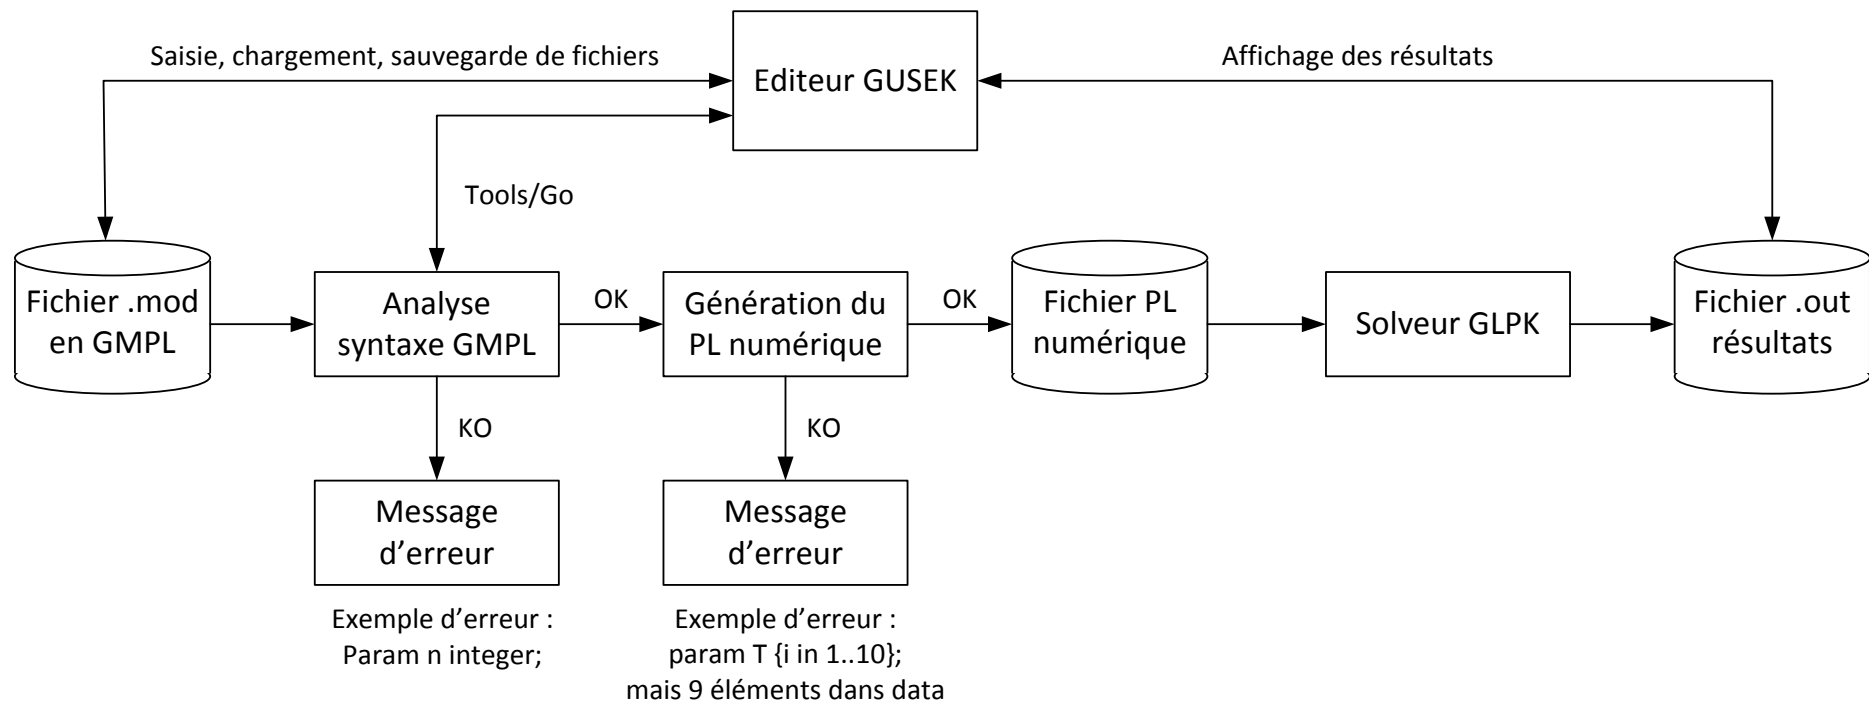 Saisie, chargement, sauvegarde de fichiers
Editeur GUSEK
Affichage des résultats
Tools/Go
Fichier .mod
en GMPL
Analyse
syntaxe GMPL
OK
Génération du
PL numérique
OK
Fichier PL
numérique
Solveur GLPK
Fichier .out
résultats
KO
KO
Message
d’erreur
Message
d’erreur
Exemple d’erreur :
Param n integer;
Exemple d’erreur :
param T {i in 1..10};
mais 9 éléments dans data